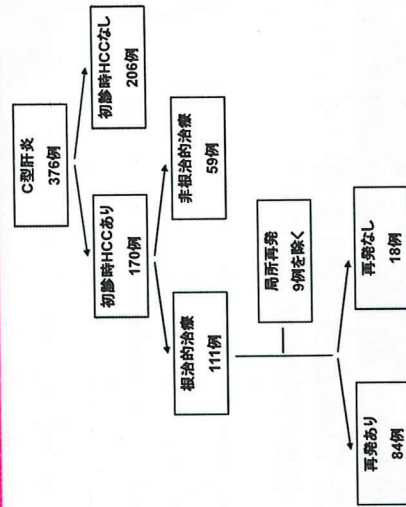 C型肝炎
376例
初診時HCCあり
170例
初診時HCCなし
206例
根治的治療
111例
非根治的治療
59例
局所再発
9例を除く
再発あり
84例
再発なし
18例